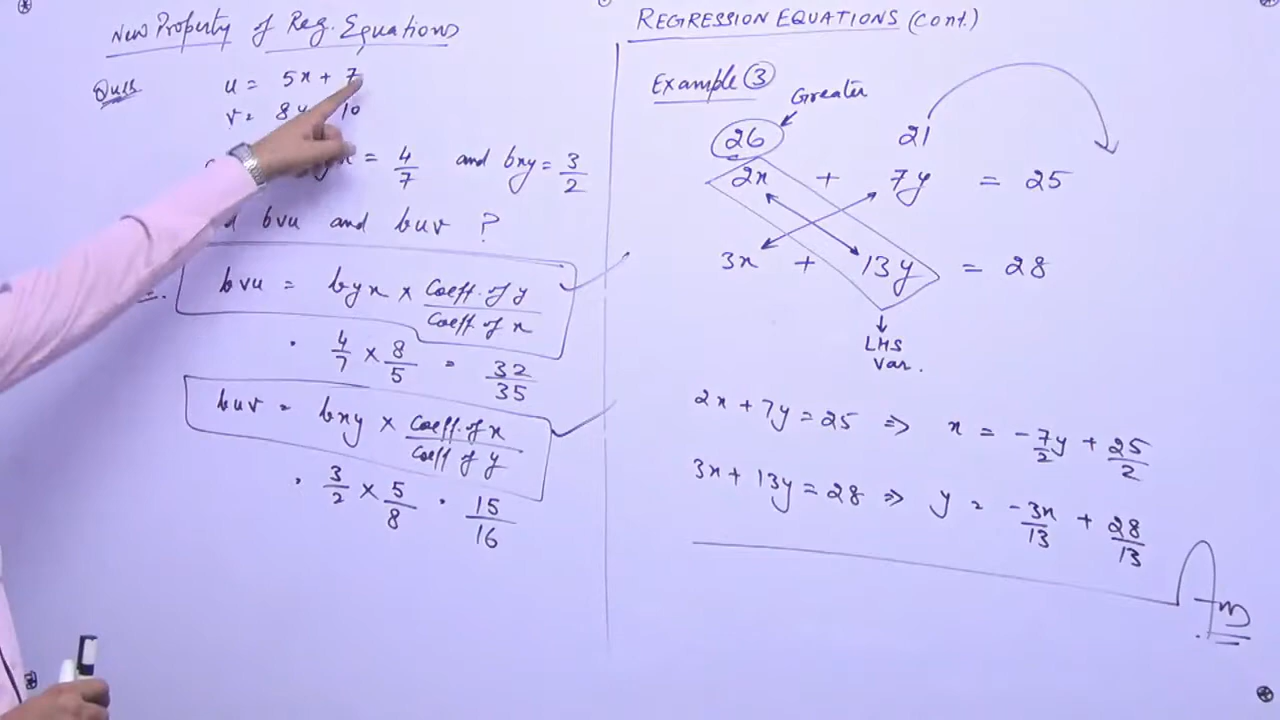 New Property of Reg. Equations
Ques
u = 5x + 7
v = 8y 10
= 4/7 and bxy = 3/2
bvu and buv ?
bvu = byx × Coeff. of y / Coeff. of x
4/7 × 8/5 = 32/35
buv = bxy × Coeff. of x / Coeff of y
3/2 × 5/8 = 15/16
REGRESSION EQUATIONS (Cont.)
Example 3
Greater
26 21
2x + 7y = 25
3x + 13y = 28
LHS
Var.
2x + 7y = 25 ⇒ x = -7/2y + 25/2
3x + 13y = 28 ⇒ y = -3x/13 + 28/13